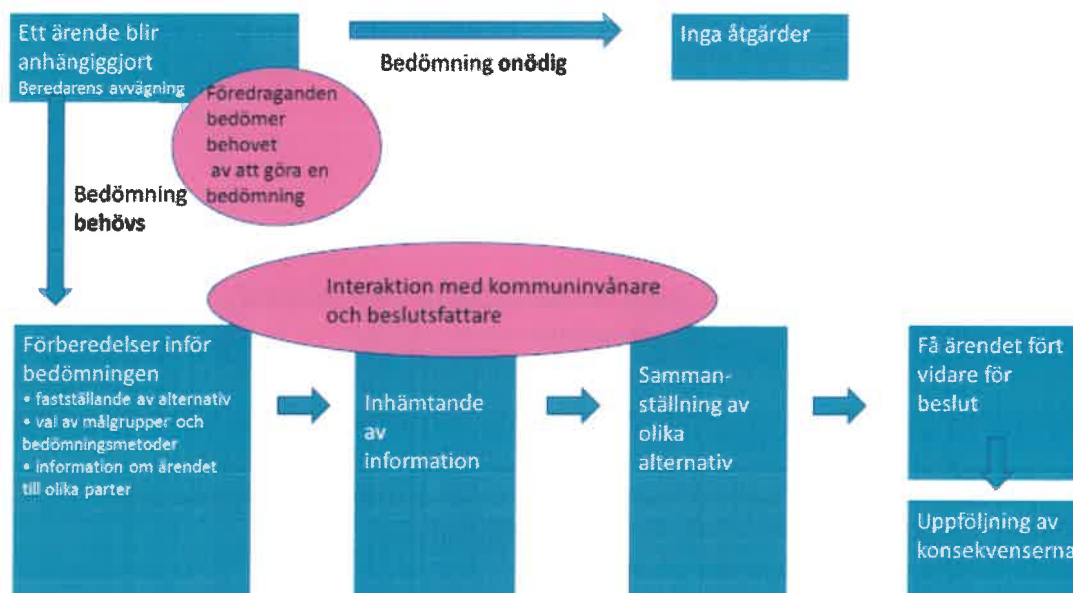 Ett ärende blir
anhängiggjort
Beredarens avvägning
Bedömning onödig
Inga åtgärder
Föredraganden
bedömer
behovet
av att göra en
bedömning
Bedömning
behövs
Interaktion med kommuninvånare
och beslutsfattare
Förberedelser inför
bedömningen
• fastställande av alternativ
• val av målgrupper och
bedömningsmetoder
• information om ärendet
till olika parter
Inhämtande
av
information
Samman-
ställning av
olika
alternativ
Få ärendet fört
vidare för
beslut
Uppföljning av
konsekvenserna